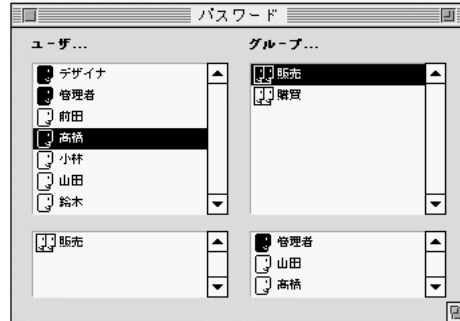 パスワード
ユーザ...
デザイナ
管理者
前田
高橋
小林
山田
鈴木
販売
グループ...
販売
購買
管理者
山田
高橋